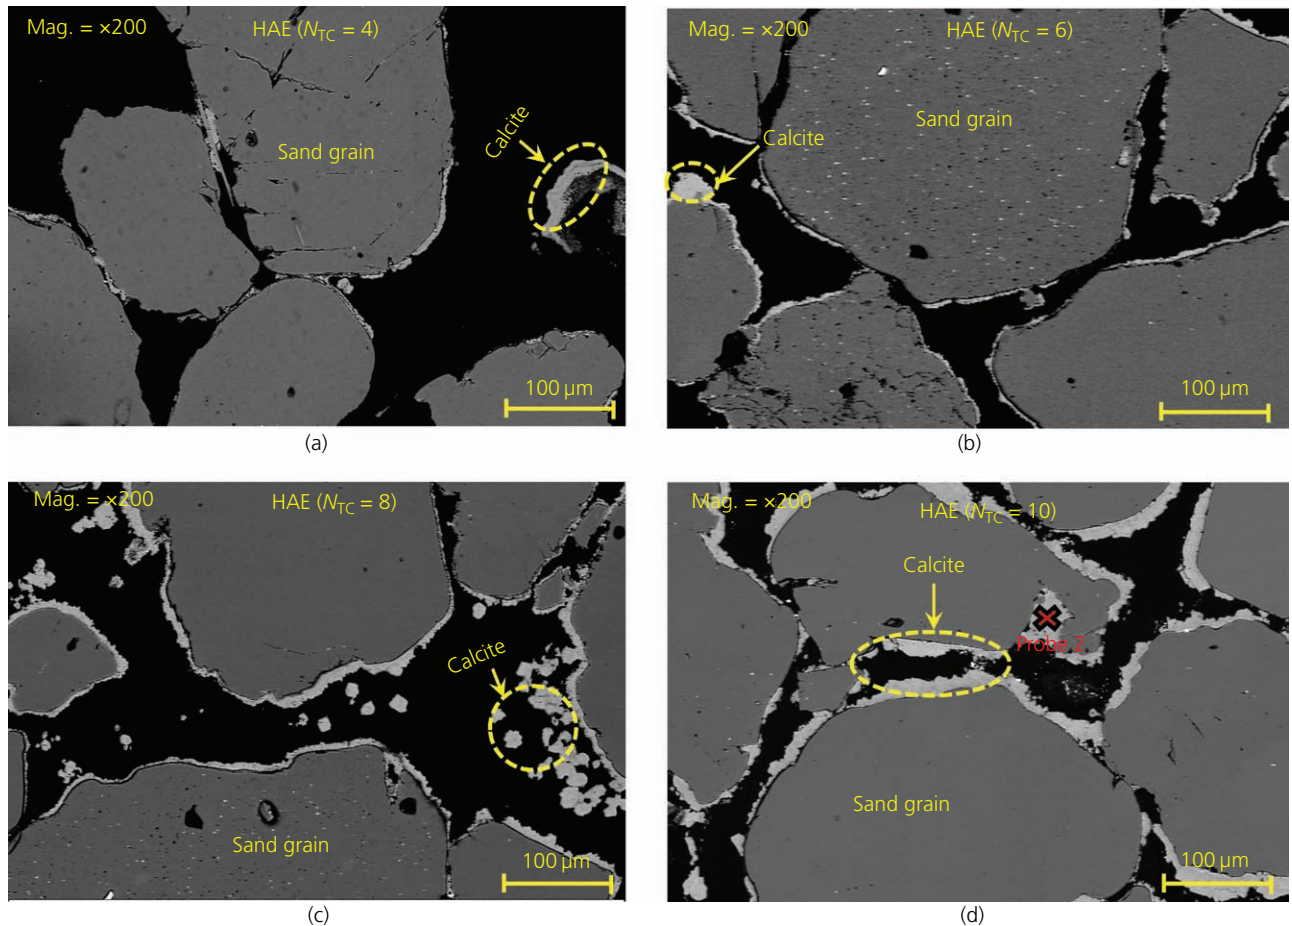 Mag. = ×200
HAE (NTC = 4)
Calcite
Sand grain
100 µm
(a)
Mag. = ×200
HAE (NTC = 6)
Sand grain
Calcite
100 µm
(b)
Mag. = ×200
HAE (NTC = 8)
Calcite
Sand grain
100 µm
(c)
Mag. = ×200
HAE (NTC = 10)
Calcite
Probe 2
Sand grain
100 µm
(d)